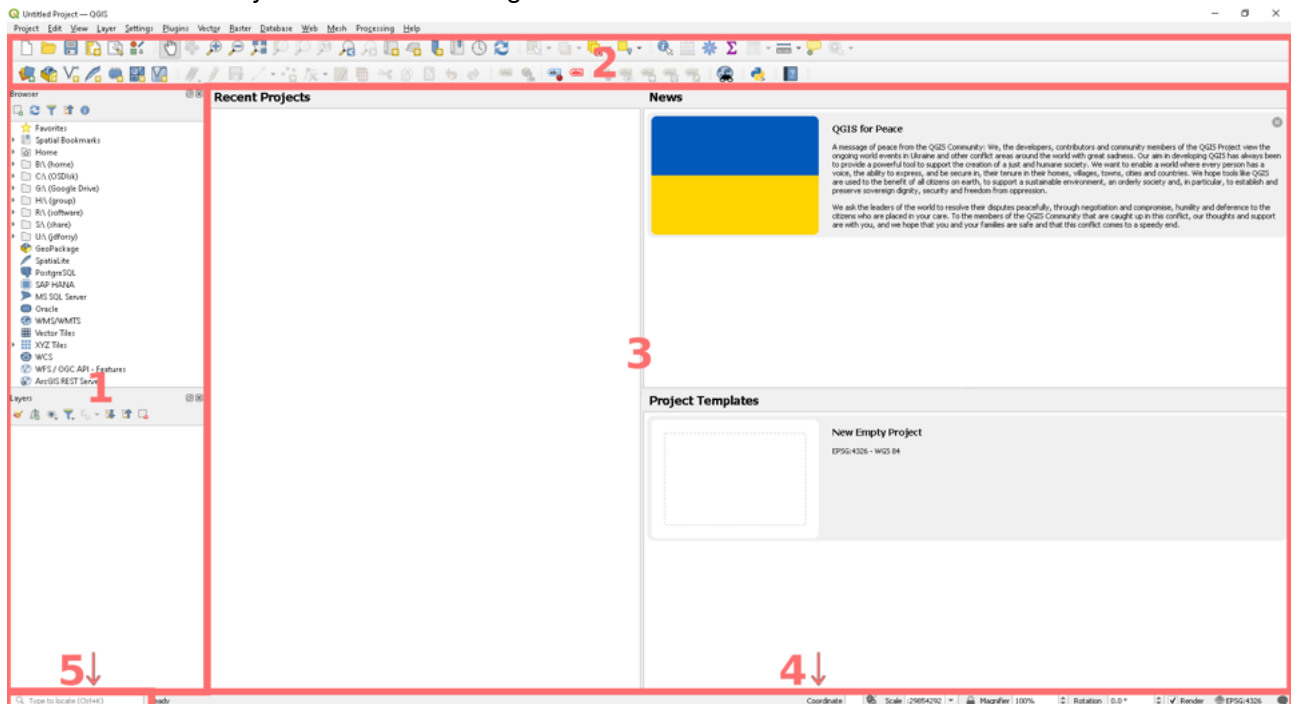 Untitled Project — QGIS
Project Edit View Layer Settings Plugins Vector Raster Database Web Mesh Processing Help
2
Browser
Favorites
Spatial Bookmarks
Home
B:\ (home)
C:\ (OSDisk)
G:\ (Google Drive)
H:\ (group)
R:\ (software)
S:\ (share)
U:\ (jdforsy)
GeoPackage
SpatiaLite
PostgreSQL
SAP HANA
MS SQL Server
Oracle
WMS/WMTS
Vector Tiles
XYZ Tiles
WCS
WFS / OGC API - Features
ArcGIS REST Server
1
Layers
5↓
Recent Projects
3
News
QGIS for Peace
A message of peace from the QGIS Community: We, the developers, contributors and community members of the QGIS Project view the
ongoing world events in Ukraine and other conflict areas around the world with great sadness. Our aim in developing QGIS has always been
to provide a powerful tool to support the creation of a just and humane society. We want to enable a world where every person has a
voice, the ability to express, and be secure in, their tenure in their homes, villages, towns, cities and countries. We hope tools like QGIS
are used to the benefit of all citizens on earth, to support a sustainable environment, an orderly society and, in particular, to establish and
preserve sovereign dignity, security and freedom from oppression.
We ask the leaders of the world to resolve their disputes peacefully, through negotiation and compromise, humility and deference to the
citizens who are placed in your care. To the members of the QGIS Community that are caught up in this conflict, our thoughts and support
are with you, and we hope that you and your families are safe and that this conflict comes to a speedy end.
Project Templates
New Empty Project
EPSG:4326 - WGS 84
4↓
Type to locate (Ctrl+K) eady Coordinate Scale :29854292 Magnifier 100% Rotation 0.0 ° Render EPSG:4326